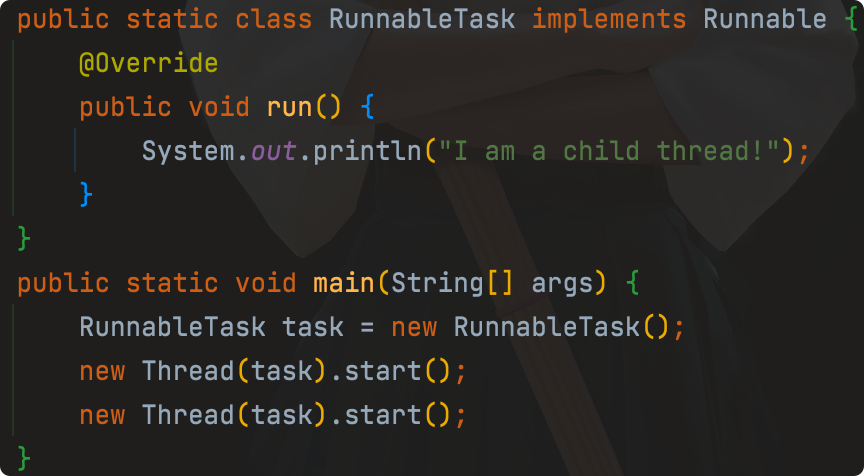 public static class RunnableTask implements Runnable {
    @Override
    public void run() {
        System.out.println("I am a child thread!");
    }
}
public static void main(String[] args) {
    RunnableTask task = new RunnableTask();
    new Thread(task).start();
    new Thread(task).start();
}